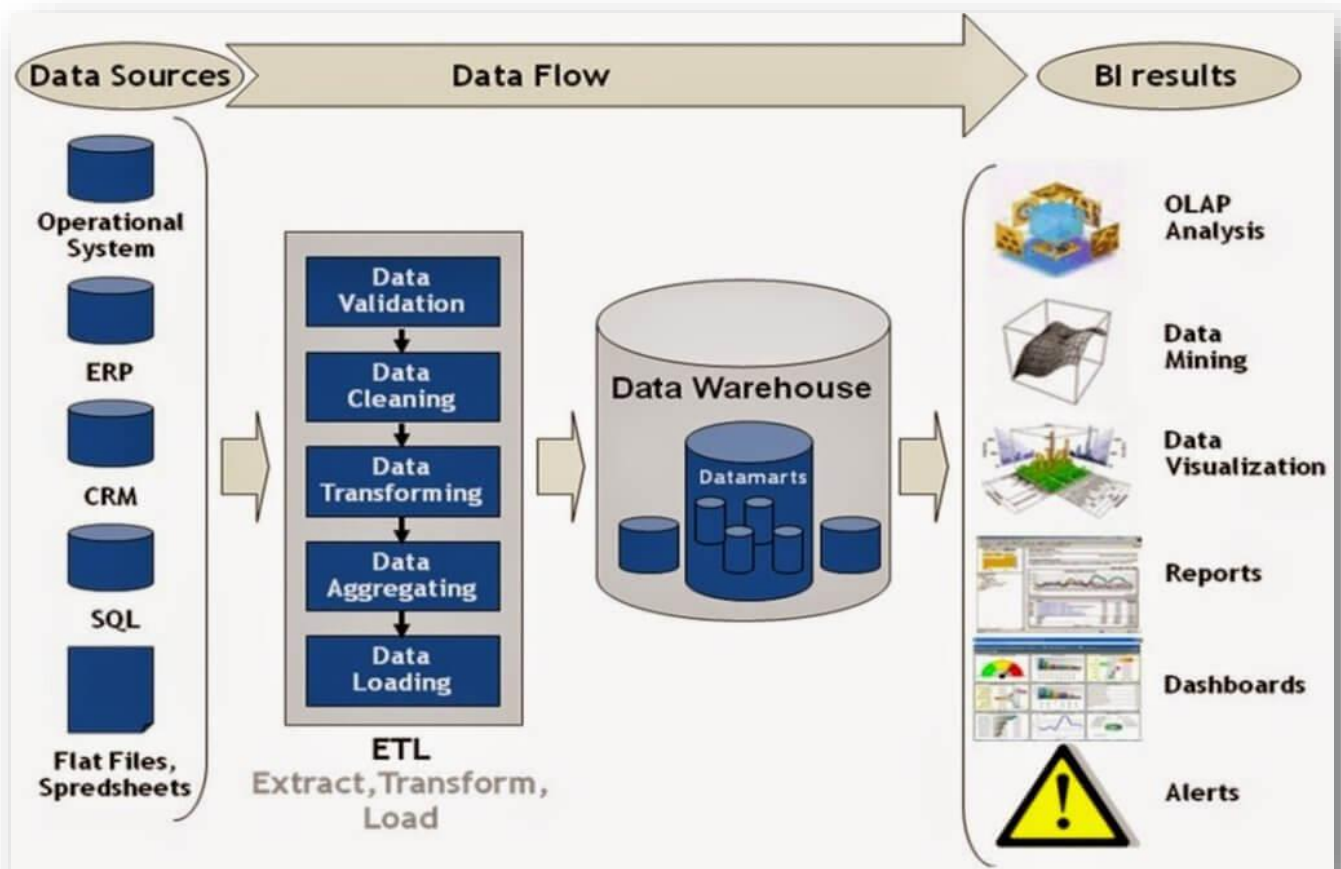 Data Sources
Data Flow
BI results
Operational
System
ERP
CRM
SQL
Flat Files,
Spredsheets
Data
Validation
Data
Cleaning
Data
Transforming
Data
Aggregating
Data
Loading
ETL
Extract,Transform,
Load
Data Warehouse
Datamarts
OLAP
Analysis
Data
Mining
Data
Visualization
Reports
Dashboards
Alerts